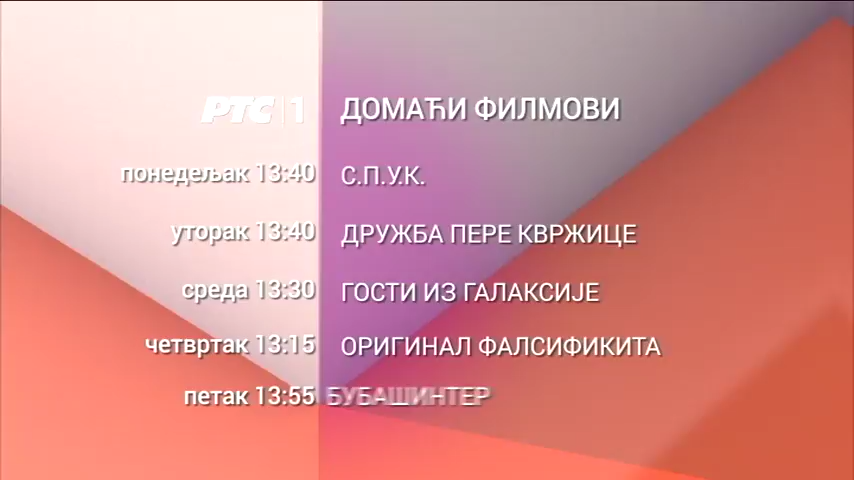 РТС 1 ДОМАЋИ ФИЛМОВИ
понедељак 13:40 С.П.У.К.
уторак 13:40 ДРУЖБА ПЕРЕ КВРЖИЦЕ
среда 13:30 ГОСТИ ИЗ ГАЛАКСИЈЕ
четвртак 13:15 ОРИГИНАЛ ФАЛСИФИКИТА
петак 13:55 БУБАШИНТЕР